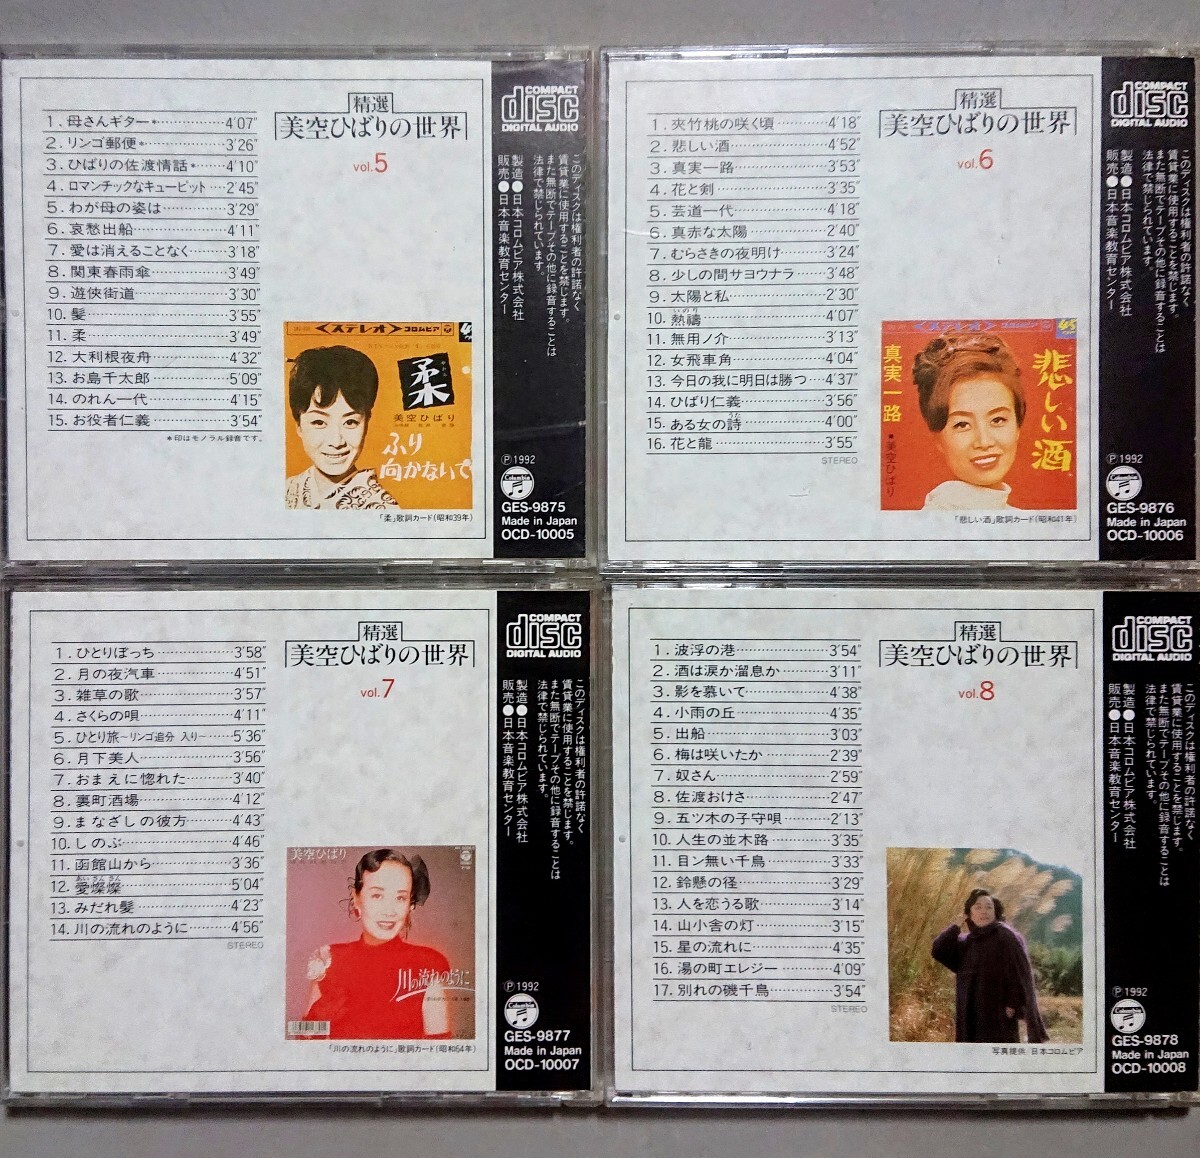 精選
美空ひばりの世界
vol.5
1.母さんギター*……………4′07″
2.リンゴ郵便*……………3′26″
3.ひばりの佐渡情話*……………4′10″
4.ロマンチックなキューピット…2′45″
5.わが母の姿は……………3′29″
6.哀愁出船……………4′11″
7.愛は消えることなく……………3′18″
8.関東春雨傘……………3′49″
9.遊侠街道……………3′30″
10.髪……………3′55″
11.柔……………3′49″
12.大利根夜舟……………4′32″
13.お島千太郎……………5′09″
14.のれん一代……………4′15″
15.お役者仁義……………3′54″
*印はモノラル録音です。
<ステレオ>コロムビア
柔
美空ひばり
ふり
向かないで
「柔」歌詞カード(昭和39年)
COMPACT
disc
DIGITAL AUDIO
このディスクは権利者の許諾なく
賃貸業に使用することを禁じます。
また無断でテープその他に録音することは
法律で禁じられています。
製造●日本コロムビア株式会社
販売●日本音楽教育センター
℗1992
Columbia
GES-9875
Made in Japan
OCD-10005
精選
美空ひばりの世界
vol.6
1.夾竹桃の咲く頃……………4′18″
2.悲しい酒……………4′52″
3.真実一路……………3′53″
4.花と剣……………3′35″
5.芸道一代……………4′18″
6.真赤な太陽……………2′40″
7.むらさきの夜明け……………3′24″
8.少しの間サヨウナラ……………3′48″
9.太陽と私……………2′30″
いのり
10.熱禱……………4′07″
11.無用ノ介……………3′13″
12.女飛車角……………4′04″
13.今日の我に明日は勝つ…4′37″
14.ひばり仁義……………3′56″
うた
15.ある女の詩……………4′00″
16.花と龍……………3′55″
STEREO
<ステレオ>コロムビア
45
悲しい酒
真実一路
●美空ひばり
「悲しい酒」歌詞カード(昭和41年)
COMPACT
disc
DIGITAL AUDIO
このディスクは権利者の許諾なく
賃貸業に使用することを禁じます。
また無断でテープその他に録音することは
法律で禁じられています。
製造●日本コロムビア株式会社
販売●日本音楽教育センター
℗1992
Columbia
GES-9876
Made in Japan
OCD-10006
精選
美空ひばりの世界
vol.7
1.ひとりぼっち……………3′58″
2.月の夜汽車……………4′51″
3.雑草の歌……………3′57″
4.さくらの唄……………4′11″
5.ひとり旅~リンゴ追分 入り~……5′36″
6.月下美人……………3′56″
7.おまえに惚れた……………3′40″
8.裏町酒場……………4′12″
9.まなざしの彼方……………4′43″
10.しのぶ……………4′46″
11.函館山から……………3′36″
あい さん さん
12.愛燦燦……………5′04″
13.みだれ髪……………4′23″
14.川の流れのように……………4′56″
STEREO
美空ひばり
川の流れのように
「川の流れのように」歌詞カード(昭和64年)
COMPACT
disc
DIGITAL AUDIO
このディスクは権利者の許諾なく
賃貸業に使用することを禁じます。
また無断でテープその他に録音することは
法律で禁じられています。
製造●日本コロムビア株式会社
販売●日本音楽教育センター
℗1992
Columbia
GES-9877
Made in Japan
OCD-10007
精選
美空ひばりの世界
vol.8
1.波浮の港……………3′54″
2.酒は涙か溜息か……………3′11″
3.影を慕いて……………4′38″
4.小雨の丘……………4′35″
5.出船……………3′03″
6.梅は咲いたか……………2′39″
7.奴さん……………2′59″
8.佐渡おけさ……………2′47″
9.五ツ木の子守唄……………2′13″
10.人生の並木路……………3′35″
11.目ン無い千鳥……………3′33″
12.鈴懸の径……………3′29″
13.人を恋うる歌……………3′14″
14.山小舎の灯……………3′15″
15.星の流れに……………4′35″
16.湯の町エレジー……………4′09″
17.別れの磯千鳥……………3′54″
STEREO
写真提供 日本コロムビア
COMPACT
disc
DIGITAL AUDIO
このディスクは権利者の許諾なく
賃貸業に使用することを禁じます。
また無断でテープその他に録音することは
法律で禁じられています。
製造●日本コロムビア株式会社
販売●日本音楽教育センター
℗1992
Columbia
GES-9878
Made in Japan
OCD-10008